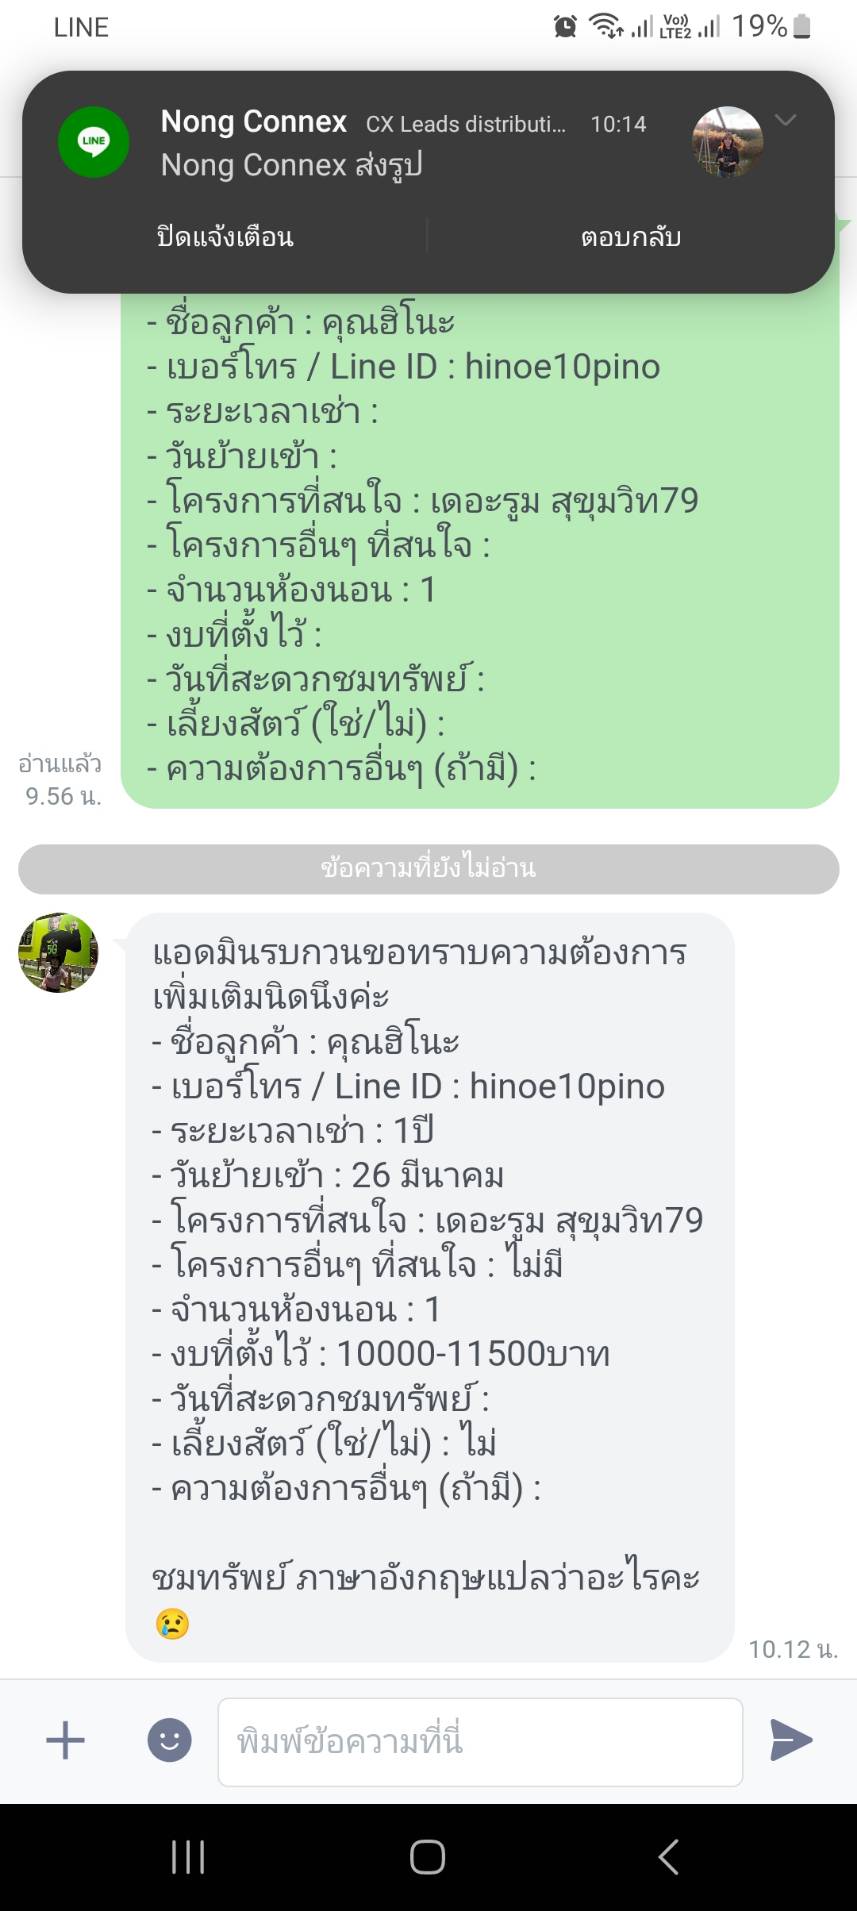 LINE
Vo))
LTE2
19%
LINE
Nong Connex CX Leads distributi... 10:14
Nong Connex ส่งรูป
ปิดแจ้งเตือน
ตอบกลับ
- ชื่อลูกค้า : คุณฮิโนะ
- เบอร์โทร / Line ID : hinoe10pino
- ระยะเวลาเช่า :
- วันย้ายเข้า :
- โครงการที่สนใจ : เดอะรูม สุขุมวิท79
- โครงการอื่นๆ ที่สนใจ :
- จำนวนห้องนอน : 1
- งบที่ตั้งไว้ :
- วันที่สะดวกชมทรัพย์ :
- เลี้ยงสัตว์ (ใช่/ไม่) :
- ความต้องการอื่นๆ (ถ้ามี) :
อ่านแล้ว
9.56 น.
ข้อความที่ยังไม่อ่าน
แอดมินรบกวนขอทราบความต้องการ
เพิ่มเติมนิดนึงค่ะ
- ชื่อลูกค้า : คุณฮิโนะ
- เบอร์โทร / Line ID : hinoe10pino
- ระยะเวลาเช่า : 1ปี
- วันย้ายเข้า : 26 มีนาคม
- โครงการที่สนใจ : เดอะรูม สุขุมวิท79
- โครงการอื่นๆ ที่สนใจ : ไม่มี
- จำนวนห้องนอน : 1
- งบที่ตั้งไว้ : 10000-11500บาท
- วันที่สะดวกชมทรัพย์ :
- เลี้ยงสัตว์ (ใช่/ไม่) : ไม่
- ความต้องการอื่นๆ (ถ้ามี) :
ชมทรัพย์ ภาษาอังกฤษแปลว่าอะไรคะ
😢
10.12 น.
พิมพ์ข้อความที่นี่